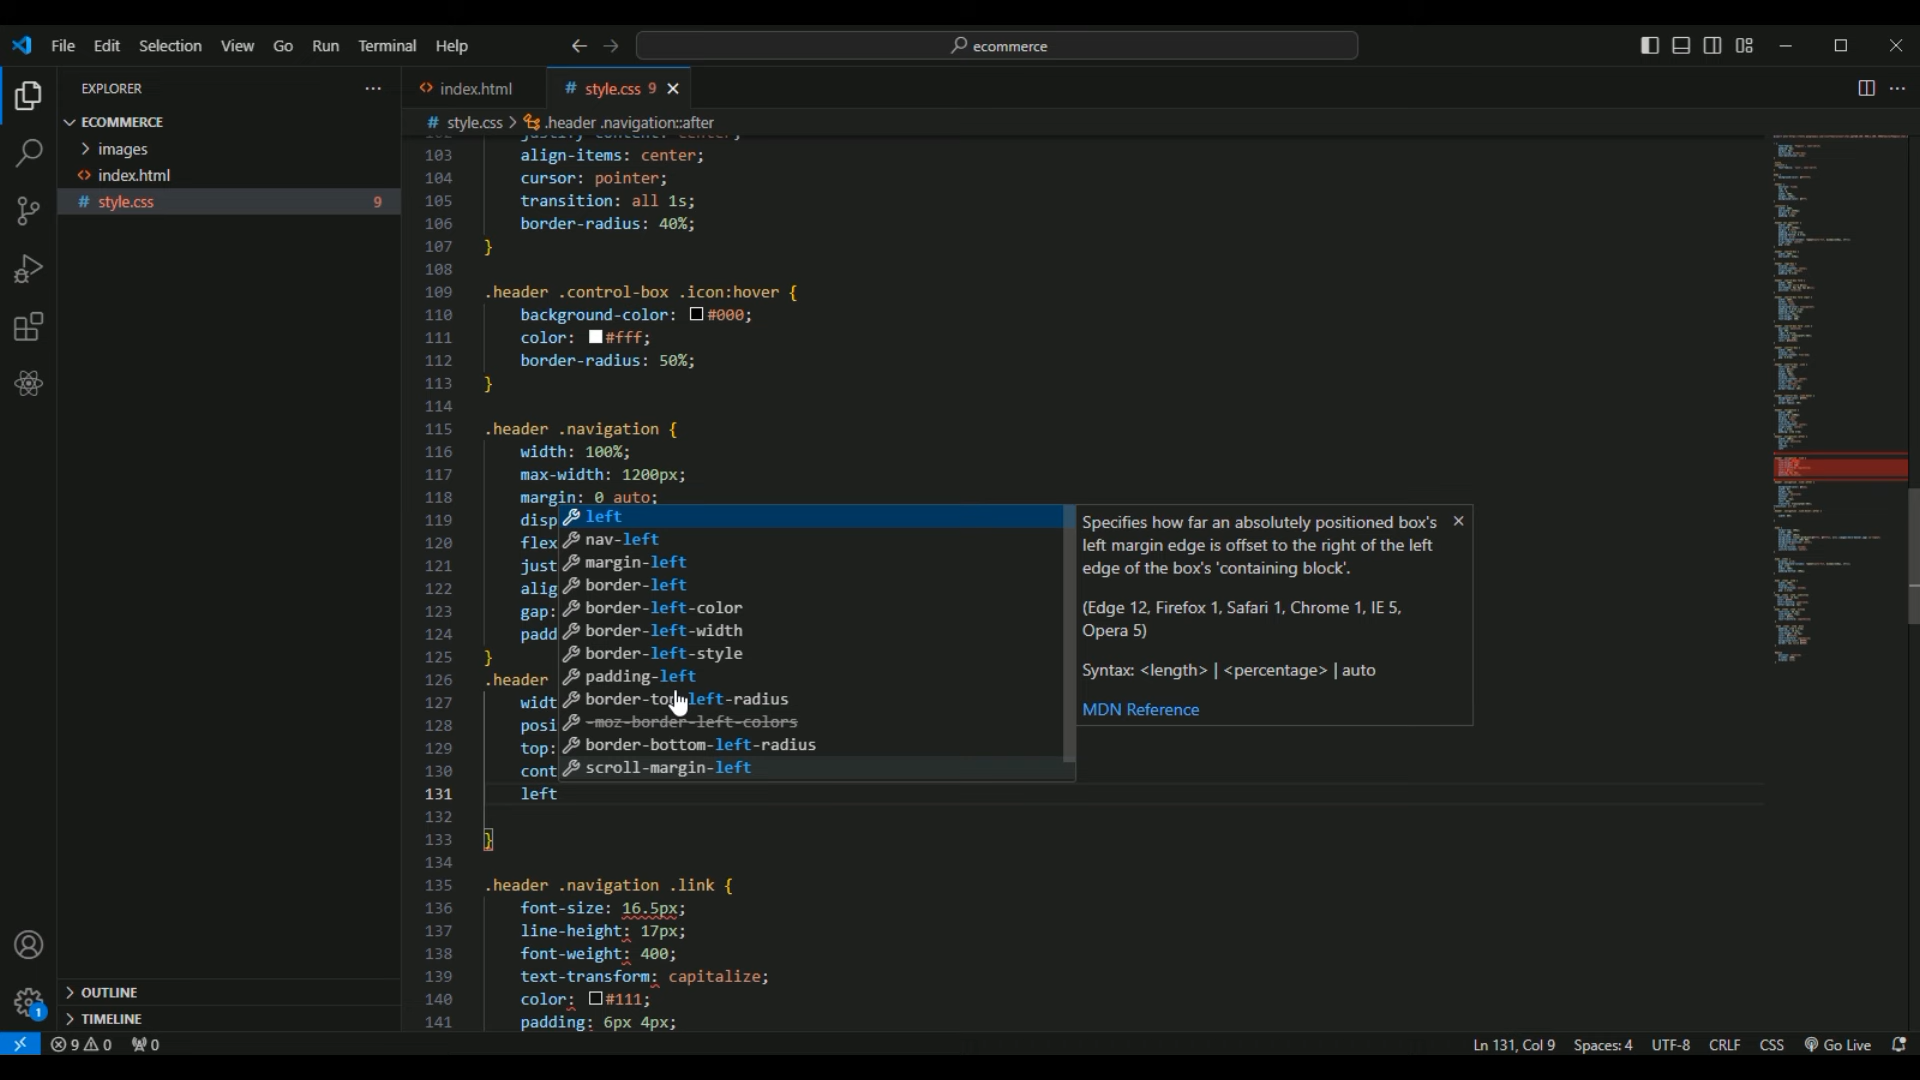 File Edit Selection View Go Run Terminal Help
ecommerce
EXPLORER
ECOMMERCE
images
index.html
style.css 9
OUTLINE
TIMELINE
index.html
style.css 9
style.css > .header .navigation::after
103 align-items: center;
104 cursor: pointer;
105 transition: all 1s;
106 border-radius: 40%;
107 }
108
109 .header .control-box .icon:hover {
110 background-color: #000;
111 color: #fff;
112 border-radius: 50%;
113 }
114
115 .header .navigation {
116 width: 100%;
117 max-width: 1200px;
118 margin: 0 auto;
119 disp
120 flex
121 just
122 alig
123 gap:
124 padd
125 }
126 .header
127 widt
128 posi
129 top:
130 cont
131 left
132
133 }
134
135 .header .navigation .link {
136 font-size: 16.5px;
137 line-height: 17px;
138 font-weight: 400;
139 text-transform: capitalize;
140 color: #111;
141 padding: 6px 4px;
left
nav-left
margin-left
border-left
border-left-color
border-left-width
border-left-style
padding-left
left-radius
-moz-border-left-colors
border-bottom-left-radius
scroll-margin-left
Specifies how far an absolutely positioned box's
left margin edge is offset to the right of the left
edge of the box's 'containing block'.
(Edge 12, Firefox 1, Safari 1, Chrome 1, IE 5,
Opera 5)
Syntax: <length> | <percentage> | auto
MDN Reference
1
9 0 0
Ln 131, Col 9 Spaces: 4 UTF-8 CRLF CSS Go Live